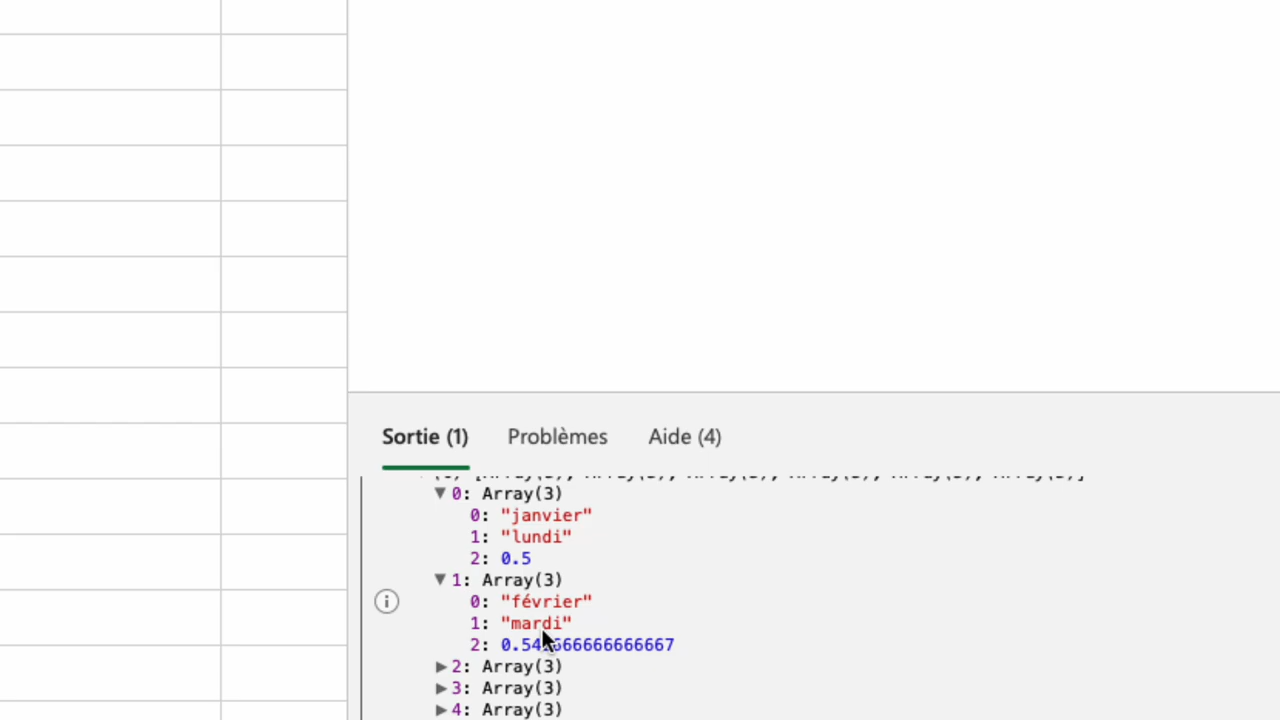 Sortie (1) Problèmes Aide (4)
▼0: Array(3)
0: "janvier"
1: "lundi"
2: 0.5
▼1: Array(3)
0: "février"
1: "mardi"
2:
▶2: Array(3)
▶3: Array(3)
▶4: Array(3)